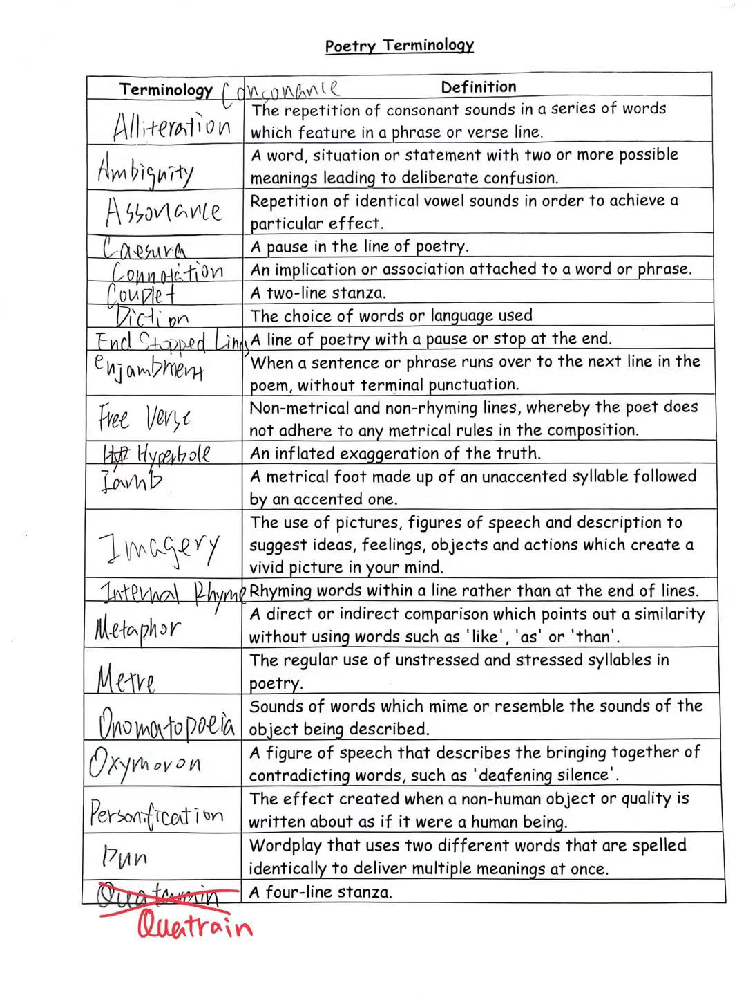 Poetry Terminology
Terminology Consonance Definition
Alliteration The repetition of consonant sounds in a series of words
which feature in a phrase or verse line.
Ambiguity A word, situation or statement with two or more possible
meanings leading to deliberate confusion.
Assonance Repetition of identical vowel sounds in order to achieve a
particular effect.
Caesura A pause in the line of poetry.
Connotation An implication or association attached to a word or phrase.
Couplet A two-line stanza.
Diction The choice of words or language used
End Stopped Lines A line of poetry with a pause or stop at the end.
enjambment When a sentence or phrase runs over to the next line in the
poem, without terminal punctuation.
Free Verse Non-metrical and non-rhyming lines, whereby the poet does
not adhere to any metrical rules in the composition.
Hyperbole An inflated exaggeration of the truth.
Iamb A metrical foot made up of an unaccented syllable followed
by an accented one.
Imagery The use of pictures, figures of speech and description to
suggest ideas, feelings, objects and actions which create a
vivid picture in your mind.
Internal Rhyme Rhyming words within a line rather than at the end of lines.
Metaphor A direct or indirect comparison which points out a similarity
without using words such as 'like', 'as' or 'than'.
Metre The regular use of unstressed and stressed syllables in
poetry.
Onomatopoeia Sounds of words which mime or resemble the sounds of the
object being described.
Oxymoron A figure of speech that describes the bringing together of
contradicting words, such as 'deafening silence'.
Personification The effect created when a non-human object or quality is
written about as if it were a human being.
Pun Wordplay that uses two different words that are spelled
identically to deliver multiple meanings at once.
A four-line stanza.
Quatrain